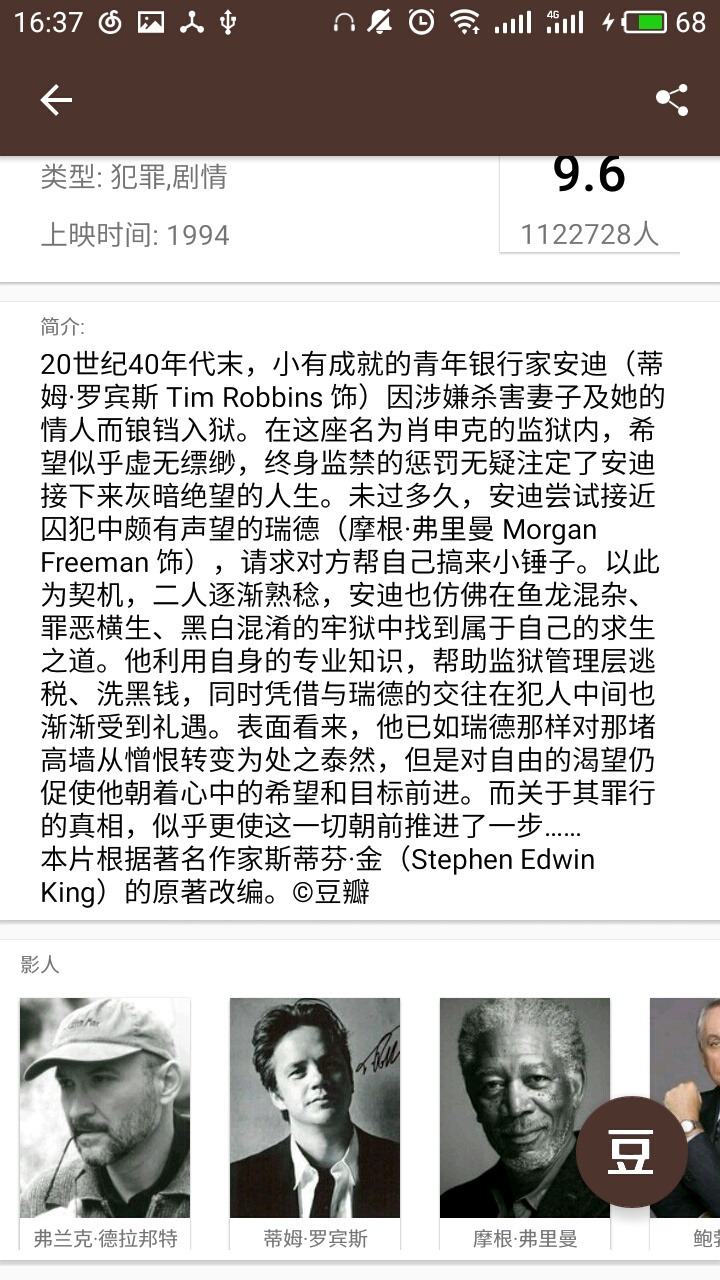 16:37
4G
68
类型: 犯罪,剧情
9.6
上映时间: 1994
1122728人
简介:
20世纪40年代末，小有成就的青年银行家安迪（蒂
姆·罗宾斯 Tim Robbins 饰）因涉嫌杀害妻子及她的
情人而锒铛入狱。在这座名为肖申克的监狱内，希
望似乎虚无缥缈，终身监禁的惩罚无疑注定了安迪
接下来灰暗绝望的人生。未过多久，安迪尝试接近
囚犯中颇有声望的瑞德（摩根·弗里曼 Morgan
Freeman 饰），请求对方帮自己搞来小锤子。以此
为契机，二人逐渐熟稔，安迪也仿佛在鱼龙混杂、
罪恶横生、黑白混淆的牢狱中找到属于自己的求生
之道。他利用自身的专业知识，帮助监狱管理层逃
税、洗黑钱，同时凭借与瑞德的交往在犯人中间也
渐渐受到礼遇。表面看来，他已如瑞德那样对那堵
高墙从憎恨转变为处之泰然，但是对自由的渴望仍
促使他朝着心中的希望和目标前进。而关于其罪行
的真相，似乎更使这一切朝前推进了一步……
本片根据著名作家斯蒂芬·金（Stephen Edwin
King）的原著改编。©豆瓣
影人
豆
弗兰克·德拉邦特
蒂姆·罗宾斯
摩根·弗里曼
鲍